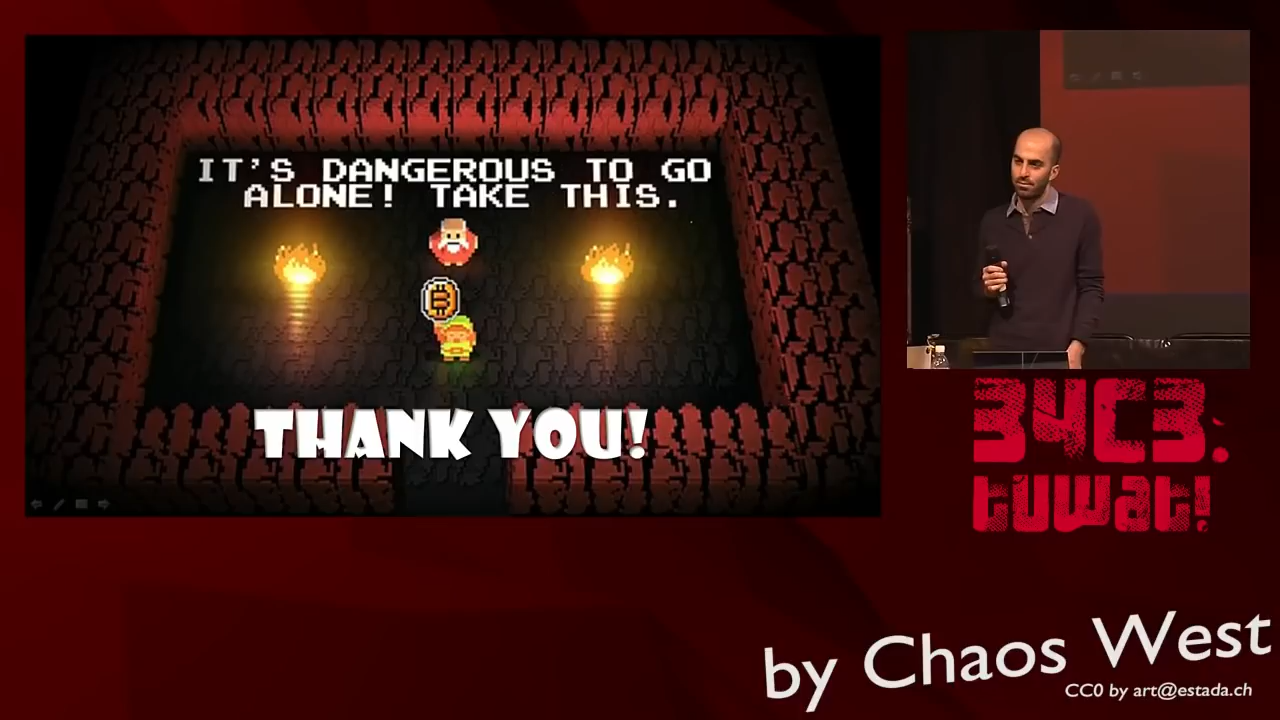 IT'S DANGEROUS TO GO
ALONE! TAKE THIS.
THANK YOU!
34C3:
tuwat!
by Chaos West
CC0 by art@estada.ch